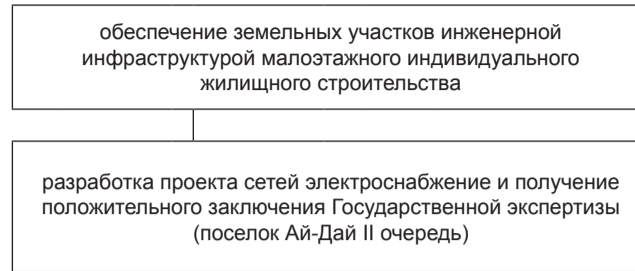 обеспечение земельных участков инженерной
инфраструктурой малоэтажного индивидуального
жилищного строительства
разработка проекта сетей электроснабжение и получение
положительного заключения Государственной экспертизы
(поселок Ай-Дай II очередь)